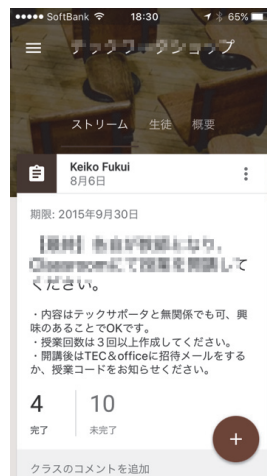 SoftBank 18:30 65%
ストリーム 生徒 概要
Keiko Fukui
8月6日
期限: 2015年9月30日
て
ください。
・内容はテックサポータと無関係でも可、興
味のあることでOKです。
・授業回数は３回以上作成してください。
・開講後はTEC&officeに招待メールをする
か、授業コードをお知らせください。
4 10
完了 未完了
クラスのコメントを追加